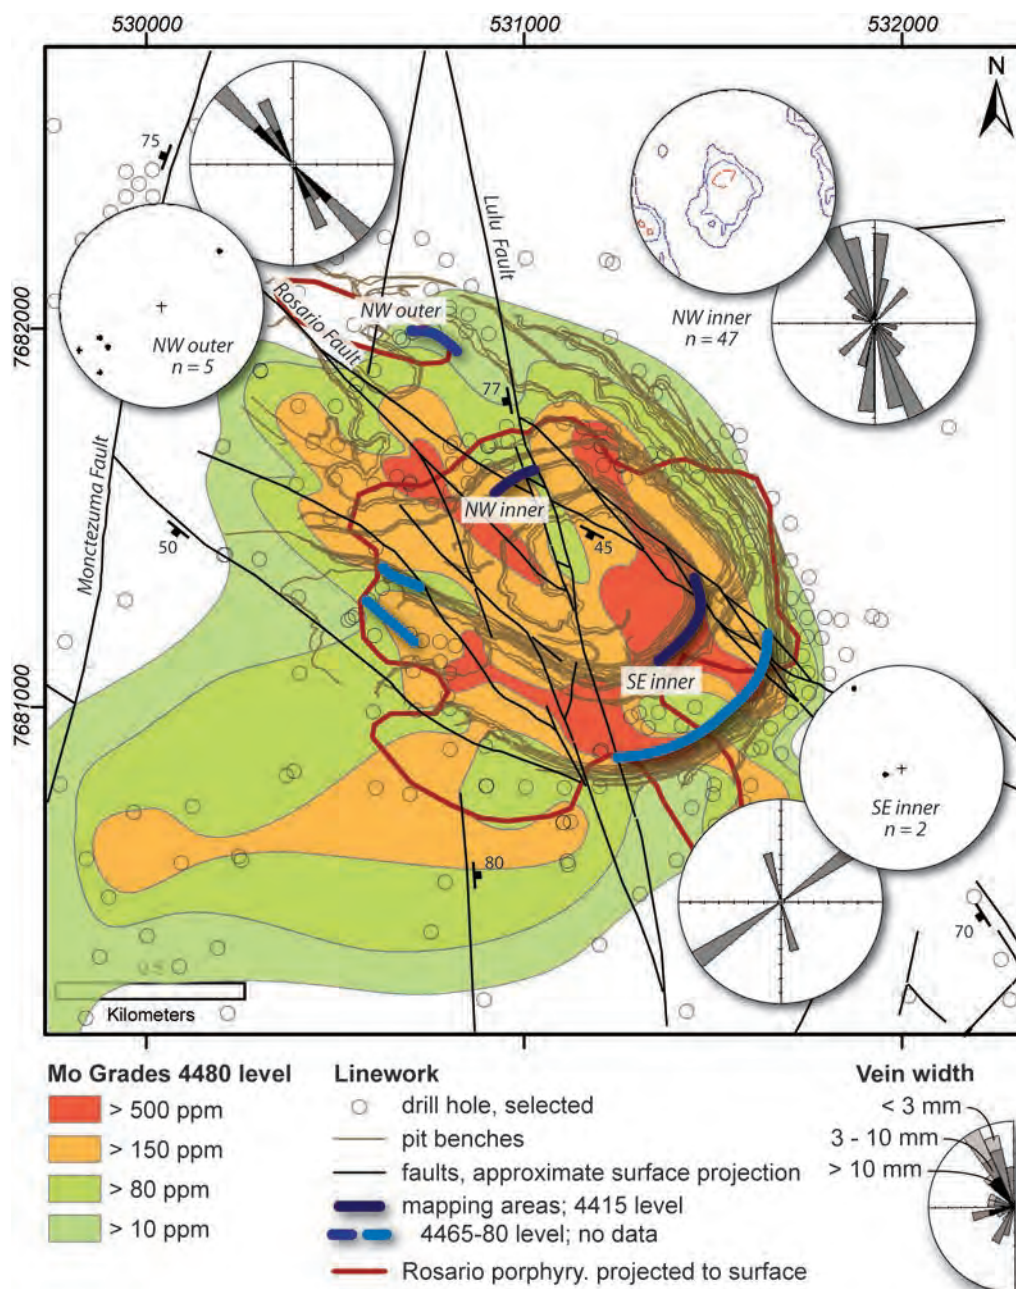 530000 531000 532000
N
75
Lulu Fault
Rosario Fault
NW outer
NW outer
n = 5
NW inner
n = 47
7682000
77
Monctezuma Fault
NW inner
50
45
SE inner
7681000
SE inner
n = 2
80
70
0.5
Kilometers
Mo Grades 4480 level
> 500 ppm
> 150 ppm
> 80 ppm
> 10 ppm
Linework
drill hole, selected
pit benches
faults, approximate surface projection
mapping areas; 4415 level
4465-80 level; no data
Rosario porphyry. projected to surface
Vein width
< 3 mm
3 - 10 mm
> 10 mm